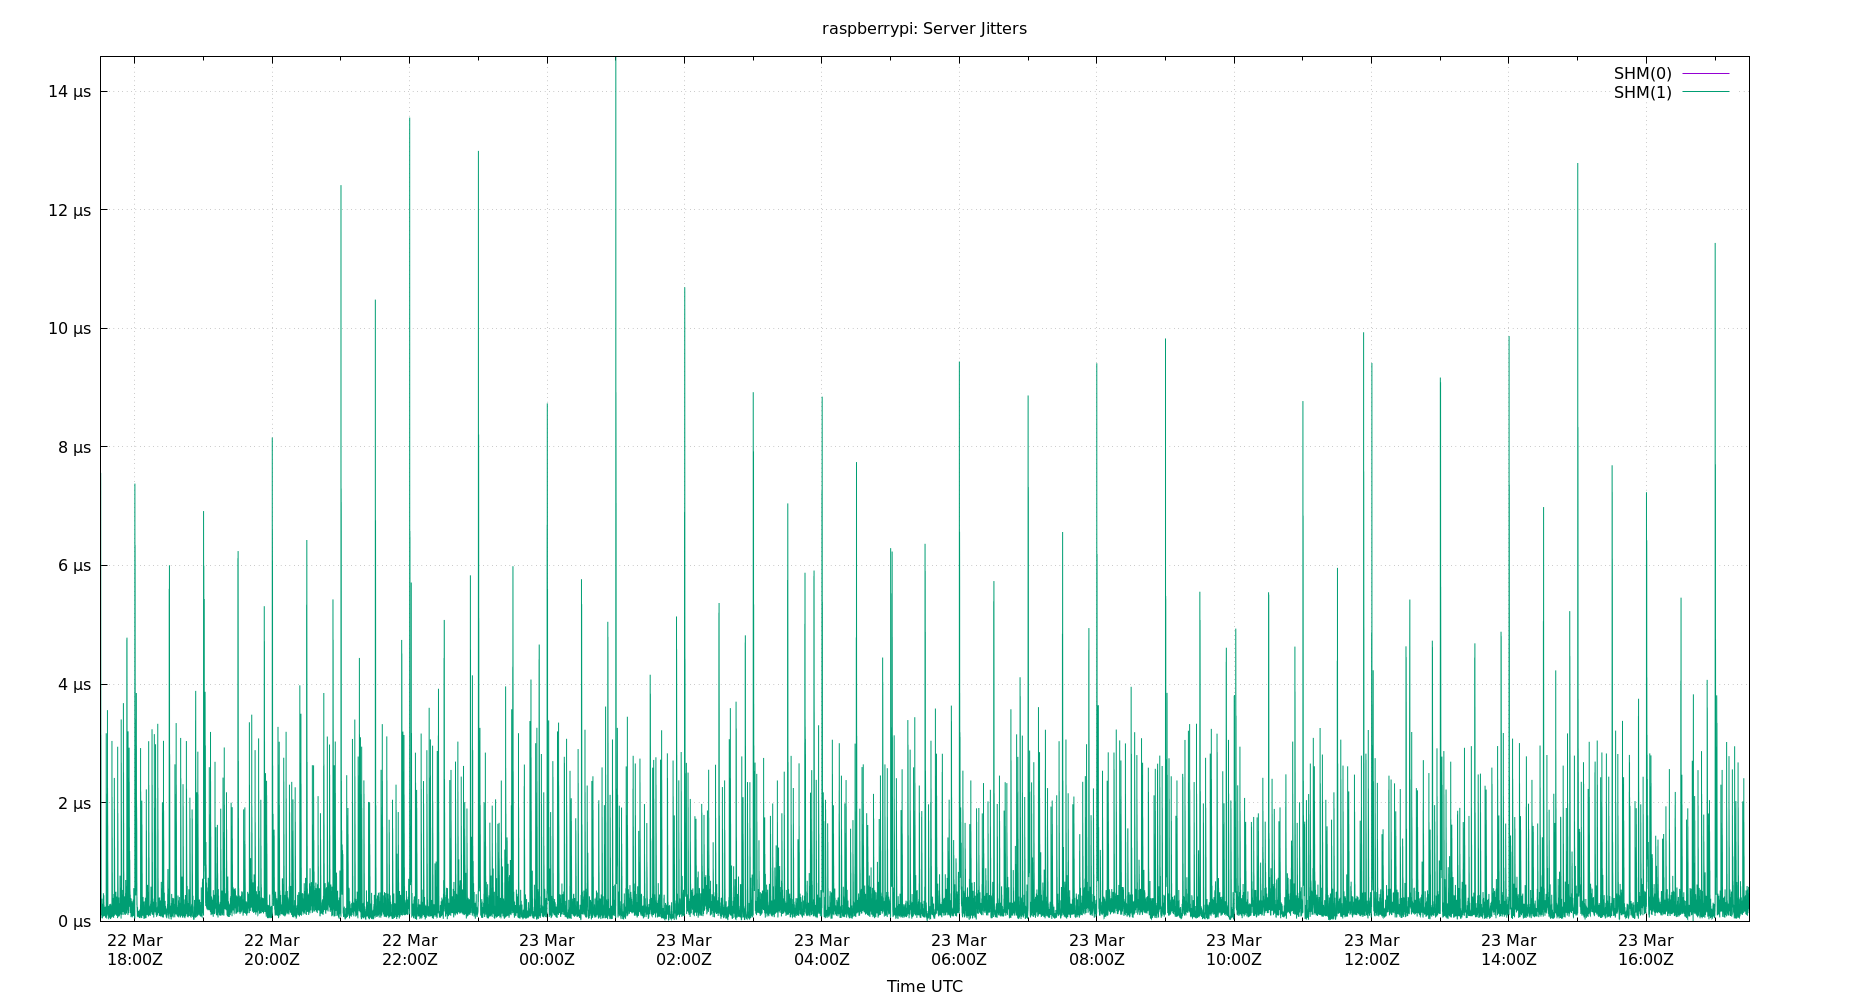 raspberrypi: Server Jitters
SHM(0)
SHM(1)
14 µs
12 µs
10 µs
8 µs
6 µs
4 µs
2 µs
0 µs
22 Mar 22 Mar 22 Mar 23 Mar 23 Mar 23 Mar 23 Mar 23 Mar 23 Mar 23 Mar 23 Mar 23 Mar
18:00Z 20:00Z 22:00Z 00:00Z 02:00Z 04:00Z 06:00Z 08:00Z 10:00Z 12:00Z 14:00Z 16:00Z
Time UTC